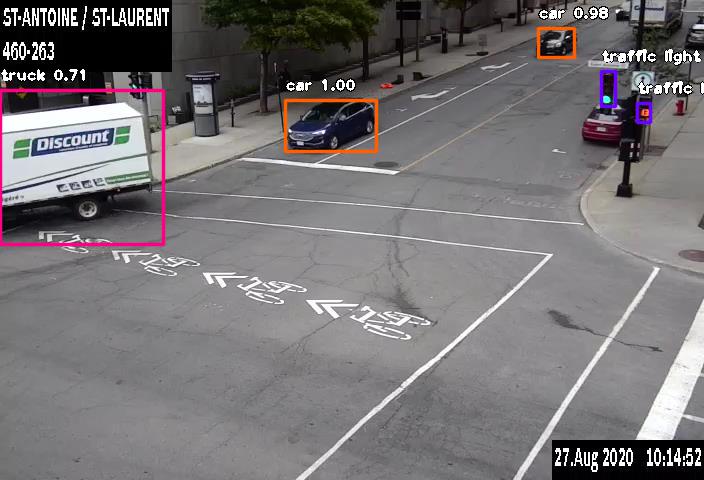 ST-ANTOINE / ST-LAURENT
460-263
truck 0.71
car 0.98
traffic light
traffic l
car 1.00
Discount
27.Aug 2020 10:14:52